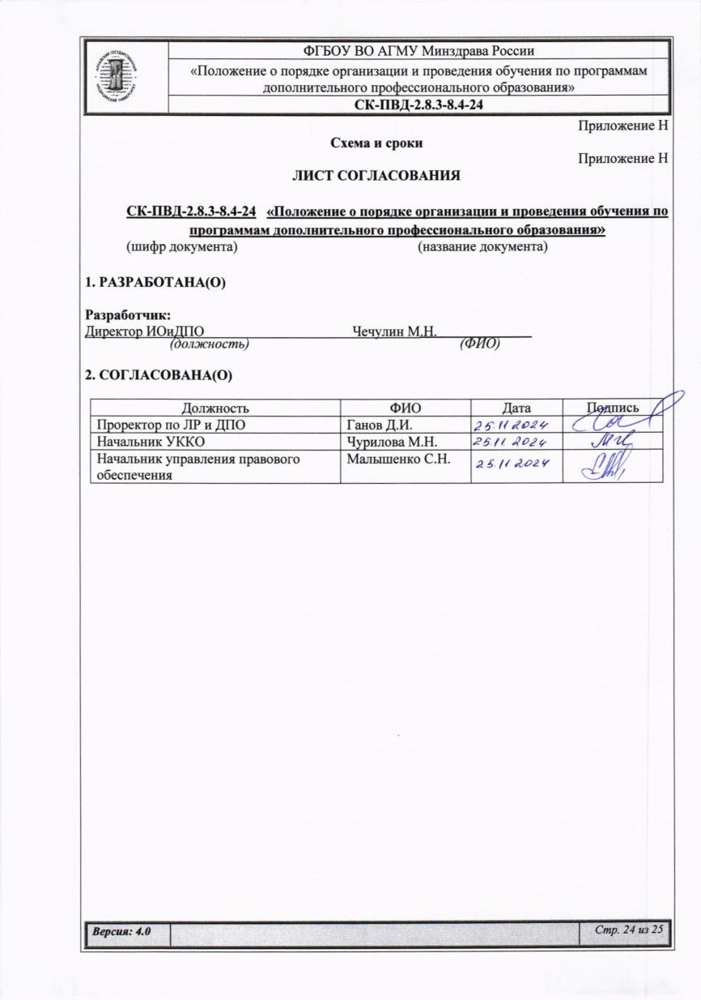 АЛТАЙСКИЙ ГОСУДАРСТВЕННЫЙ
МЕДИЦИНСКИЙ УНИВЕРСИТЕТ
ФГБОУ ВО АГМУ Минздрава России
«Положение о порядке организации и проведения обучения по программам
дополнительного профессионального образования»
СК-ПВД-2.8.3-8.4-24
Приложение Н
Схема и сроки
Приложение Н
ЛИСТ СОГЛАСОВАНИЯ
СК-ПВД-2.8.3-8.4-24 «Положение о порядке организации и проведения обучения по
программам дополнительного профессионального образования»
(шифр документа) (название документа)
1. РАЗРАБОТАНА(О)
Разработчик:
Директор ИОиДПО Чечулин М.Н.
(должность) (ФИО)
2. СОГЛАСОВАНА(О)
Должность ФИО Дата Подпись
Проректор по ЛР и ДПО Ганов Д.И. 25.11 2024
Начальник УККО Чурилова М.Н. 25.11. 2024
Начальник управления правового Малышенко С.Н. 25.11 2024
обеспечения
Версия: 4.0 Стр. 24 из 25